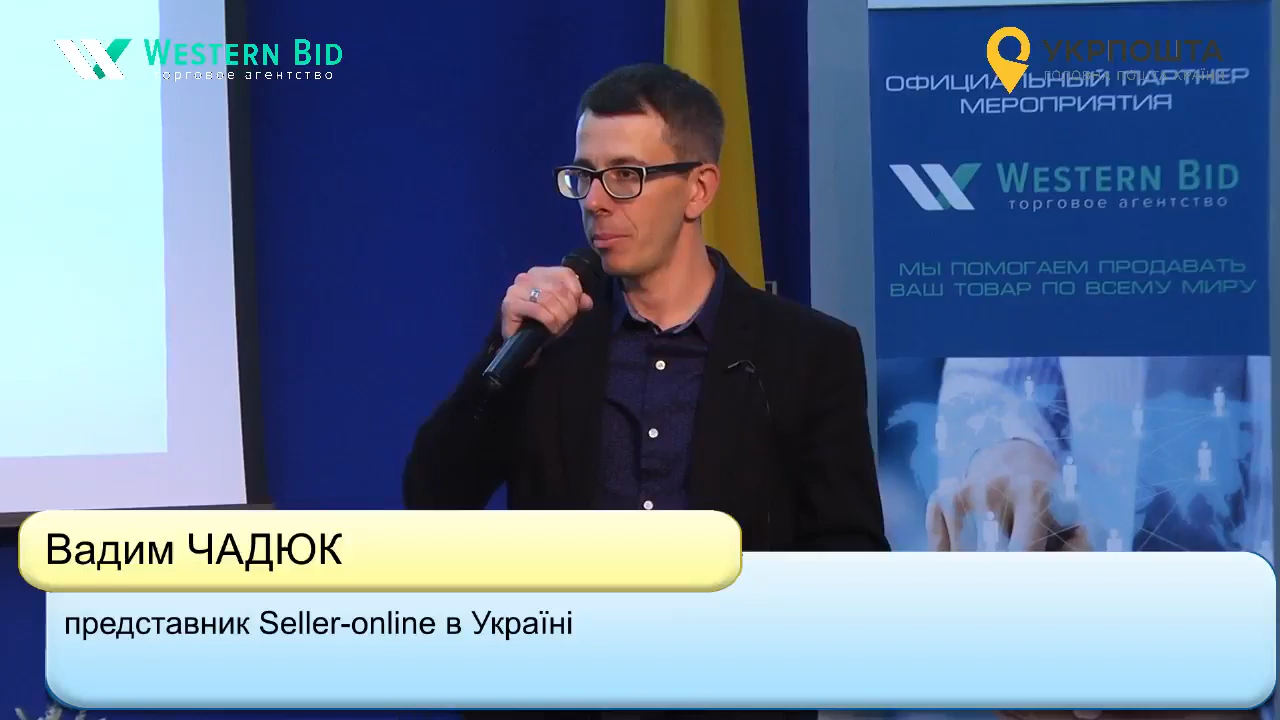 WESTERN BID
торговое агентство
УКРПОШТА
ОФИЦИАЛЬНЫЙ ПАРТНЕР
МЕРОПРИЯТИЯ
WESTERN BID
торговое агентство
МЫ ПОМОГАЕМ ПРОДАВАТЬ
ВАШ ТОВАР ПО ВСЕМУ МИРУ
Вадим ЧАДЮК
представник Seller-online в Україні